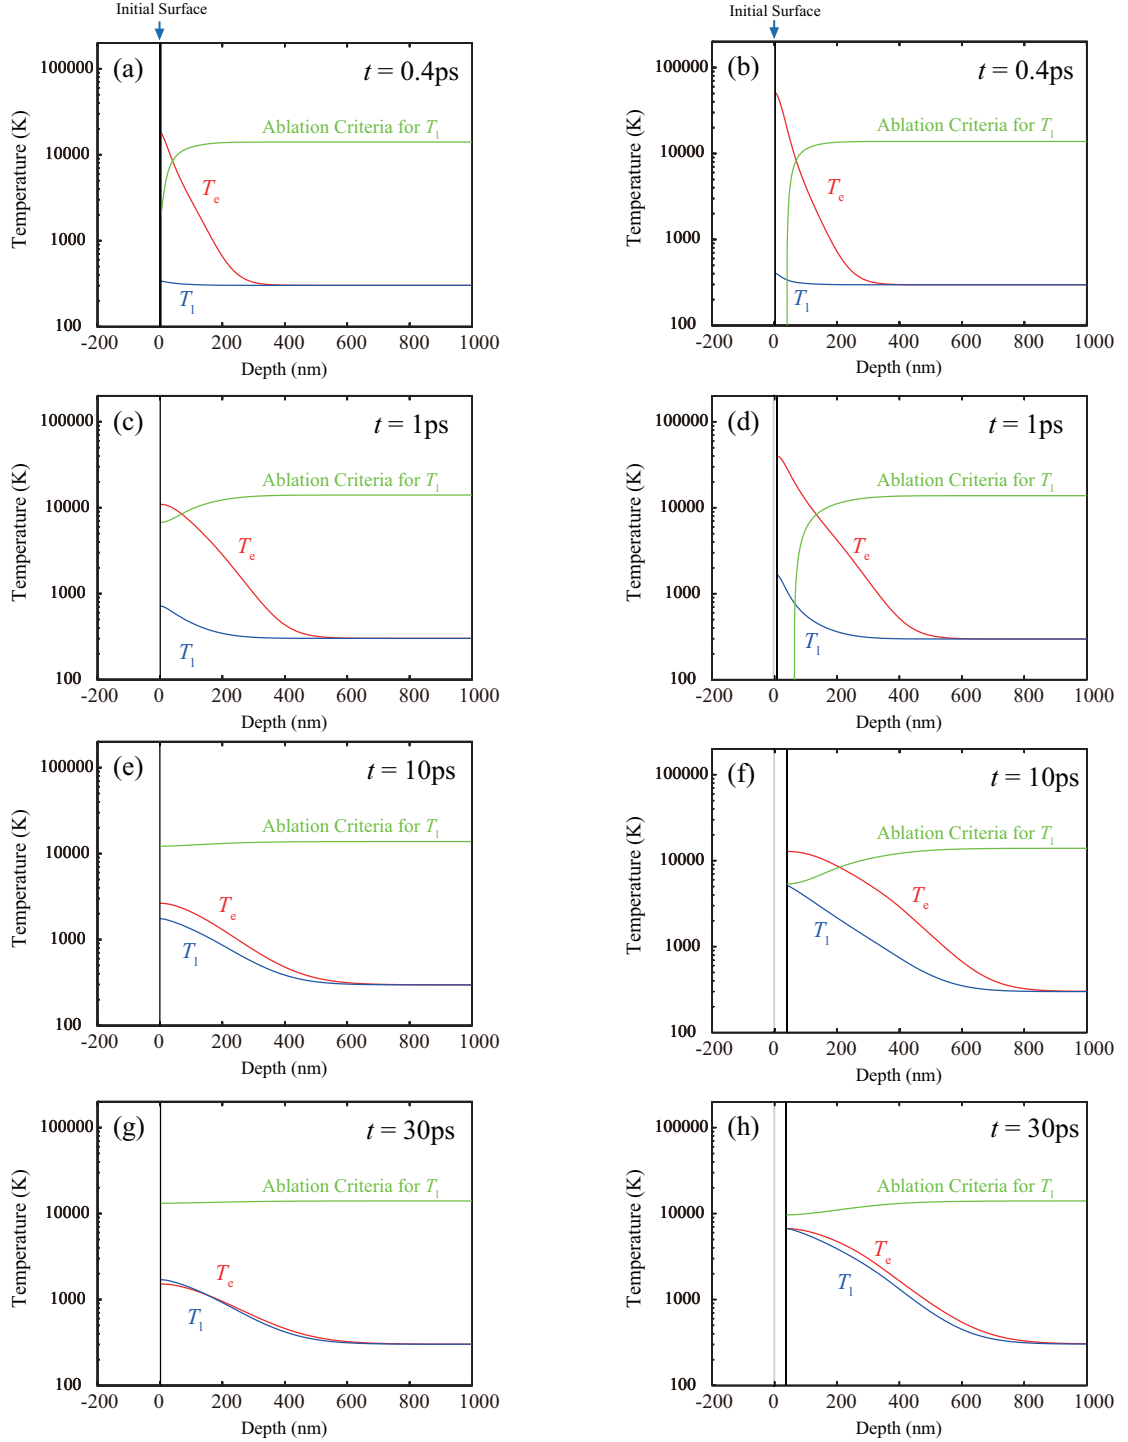 Initial Surface
(a)
t = 0.4ps
Ablation Criteria for Tl
Te
Tl
Temperature (K)
100000
10000
1000
100
-200 0 200 400 600 800 1000
Depth (nm)
Initial Surface
(b)
t = 0.4ps
Ablation Criteria for Tl
Te
Tl
Temperature (K)
100000
10000
1000
100
-200 0 200 400 600 800 1000
Depth (nm)
(c)
t = 1ps
Ablation Criteria for Tl
Te
Tl
Temperature (K)
100000
10000
1000
100
-200 0 200 400 600 800 1000
Depth (nm)
(d)
t = 1ps
Ablation Criteria for Tl
Te
Tl
Temperature (K)
100000
10000
1000
100
-200 0 200 400 600 800 1000
Depth (nm)
(e)
t = 10ps
Ablation Criteria for Tl
Te
Tl
Temperature (K)
100000
10000
1000
100
-200 0 200 400 600 800 1000
Depth (nm)
(f)
t = 10ps
Ablation Criteria for Tl
Te
Tl
Temperature (K)
100000
10000
1000
100
-200 0 200 400 600 800 1000
Depth (nm)
(g)
t = 30ps
Ablation Criteria for Tl
Te
Tl
Temperature (K)
100000
10000
1000
100
-200 0 200 400 600 800 1000
Depth (nm)
(h)
t = 30ps
Ablation Criteria for Tl
Te
Tl
Temperature (K)
100000
10000
1000
100
-200 0 200 400 600 800 1000
Depth (nm)